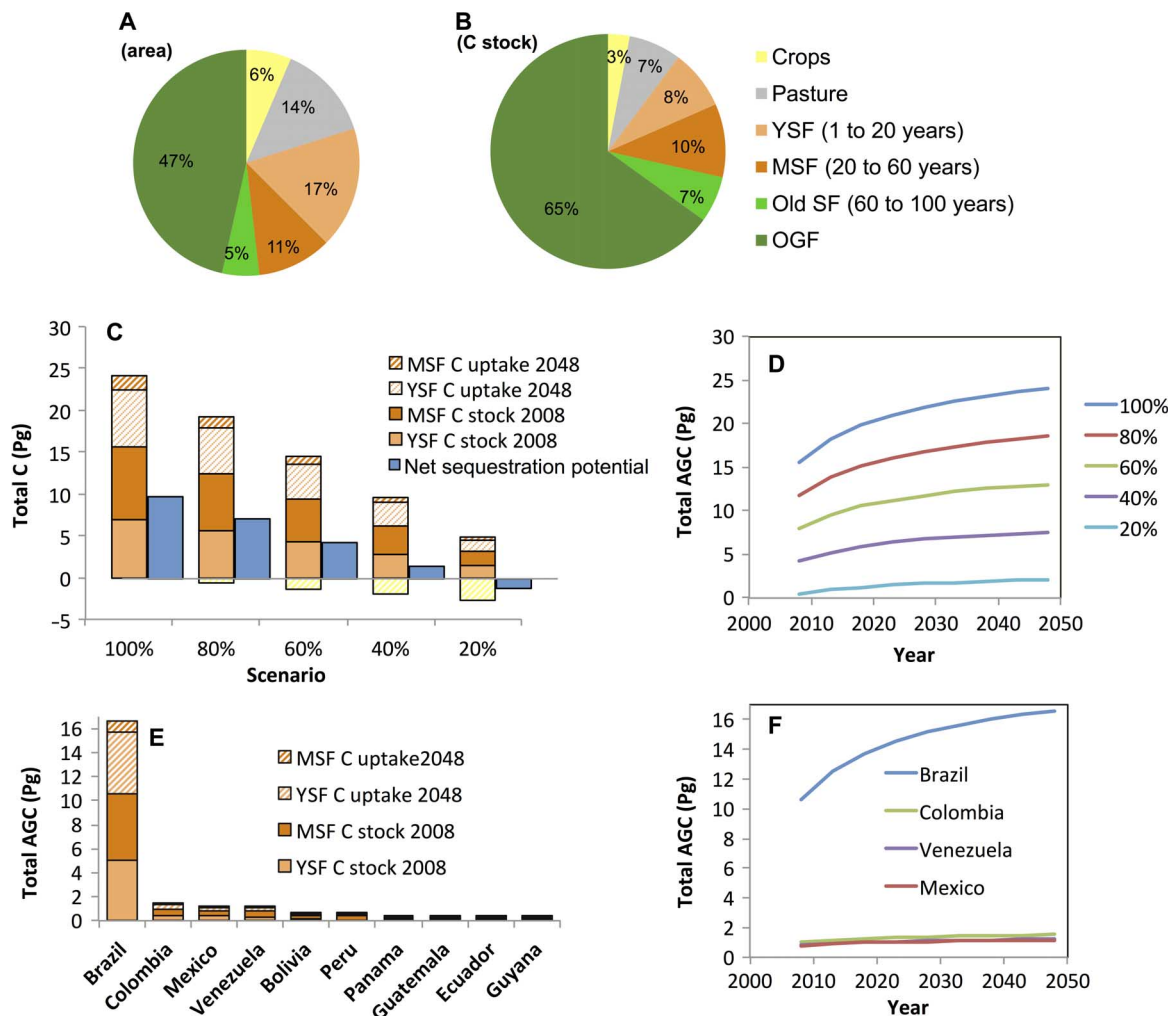 A
(area)
6%
14%
17%
11%
5%
47%
B
(C stock)
3%
7%
8%
10%
7%
65%
Crops
Pasture
YSF (1 to 20 years)
MSF (20 to 60 years)
Old SF (60 to 100 years)
OGF
C
Total C (Pg)
30
25
20
15
10
5
0
−5
MSF C uptake 2048
YSF C uptake 2048
MSF C stock 2008
YSF C stock 2008
Net sequestration potential
100% 80% 60% 40% 20%
Scenario
D
Total AGC (Pg)
30
25
20
15
10
5
0
2000 2010 2020 2030 2040 2050
Year
100%
80%
60%
40%
20%
E
Total AGC (Pg)
16
14
12
10
8
6
4
2
0
MSF C uptake2048
YSF C uptake 2048
MSF C stock 2008
YSF C stock 2008
Brazil
Colombia
Mexico
Venezuela
Bolivia
Peru
Panama
Guatemala
Ecuador
Guyana
F
Total AGC (Pg)
16
14
12
10
8
6
4
2
0
Brazil
Colombia
Venezuela
Mexico
2000 2010 2020 2030 2040 2050
Year